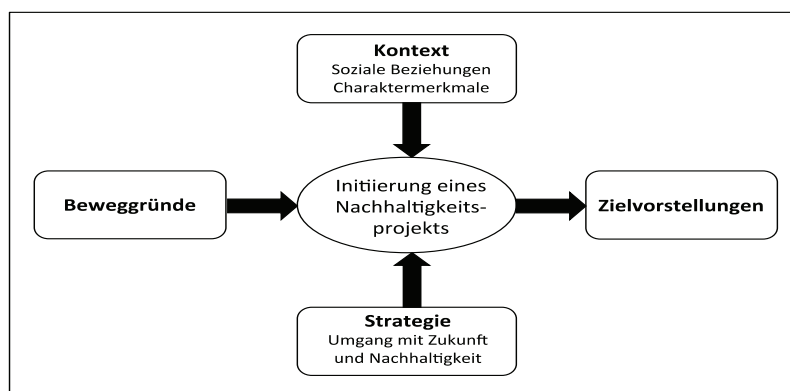 Kontext
Soziale Beziehungen
Charaktermerkmale
Beweggründe
Initiierung eines
Nachhaltigkeits-
projekts
Zielvorstellungen
Strategie
Umgang mit Zukunft
und Nachhaltigkeit